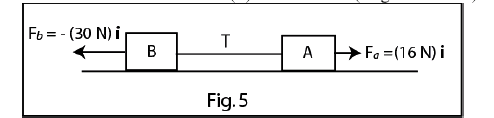 F_b = - (30 N) i
B
T
A
F_a =(16 N) i
Fig. 5